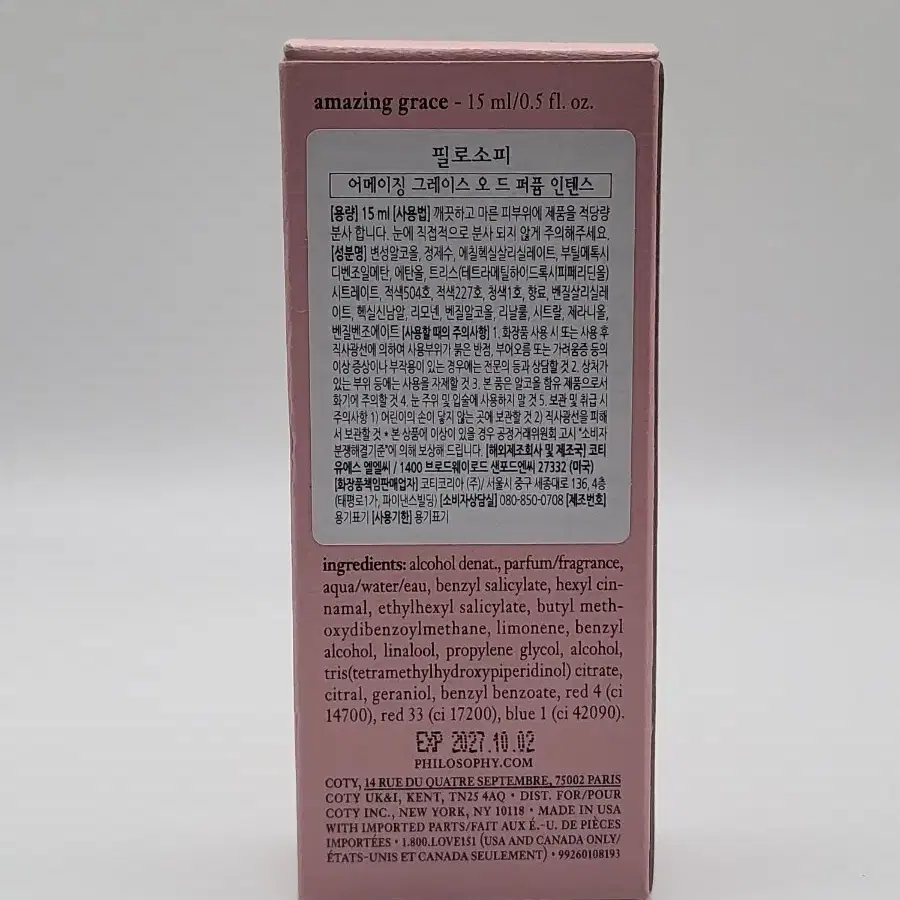 amazing grace - 15 ml/0.5 fl. oz.
필로소피
어메이징 그레이스 오 드 퍼퓸 인텐스
[용량] 15 ml [사용법] 깨끗하고 마른 피부위에 제품을 적당량
분사 합니다. 눈에 직접적으로 분사 되지 않게 주의해주세요.
[성분명] 변성알코올, 정제수, 에칠헥실살리실레이트, 부틸메톡시
디벤조일메탄, 에탄올, 트리스(테트라메틸하이드록시피페리딘올)
시트레이트, 적색504호, 적색227호, 청색1호, 향료, 벤질살리실레
이트, 헥실신남알, 리모넨, 벤질알코올, 리날룰, 시트랄, 제라니올,
벤질벤조에이트 [사용할 때의 주의사항] 1. 화장품 사용 시 또는 사용 후
직사광선에 의하여 사용부위가 붉은 반점, 부어오름 또는 가려움증 등의
이상 증상이나 부작용이 있는 경우에는 전문의 등과 상담할 것 2. 상처가
있는 부위 등에는 사용을 자제할 것 3. 본 품은 알코올 함유 제품으로서
화기에 주의할 것 4. 눈 주위 및 입술에 사용하지 말 것 5. 보관 및 취급 시
주의사항 1) 어린이의 손이 닿지 않는 곳에 보관할 것 2) 직사광선을 피해
서 보관할 것 * 본 상품에 이상이 있을 경우 공정거래위원회 고시 "소비자
분쟁해결기준"에 의해 보상해 드립니다. [해외제조회사 및 제조국] 코티
유에스 엘엘씨 / 1400 브로드웨이로드 샌포드엔씨 27332 (미국)
[화장품책임판매업자] 코티코리아 (주)/ 서울시 중구 세종대로 136, 4층
(태평로1가, 파이낸스빌딩) [소비자상담실] 080-850-0708 [제조번호]
용기표기 [사용기한] 용기표기
ingredients: alcohol denat., parfum/fragrance,
aqua/water/eau, benzyl salicylate, hexyl cin-
namal, ethylhexyl salicylate, butyl meth-
oxydibenzoylmethane, limonene, benzyl
alcohol, linalool, propylene glycol, alcohol,
tris(tetramethylhydroxypiperidinol) citrate,
citral, geraniol, benzyl benzoate, red 4 (ci
14700), red 33 (ci 17200), blue 1 (ci 42090).
EXP 2027.10.02
PHILOSOPHY.COM
COTY, 14 RUE DU QUATRE SEPTEMBRE, 75002 PARIS
COTY UK&I, KENT, TN25 4AQ • DIST. FOR/POUR
COTY INC., NEW YORK, NY 10118 • MADE IN USA
WITH IMPORTED PARTS/FAIT AUX É.-U. DE PIÈCES
IMPORTÉES • 1.800.LOVE151 (USA AND CANADA ONLY/
ÉTATS-UNIS ET CANADA SEULEMENT) • 99260108193